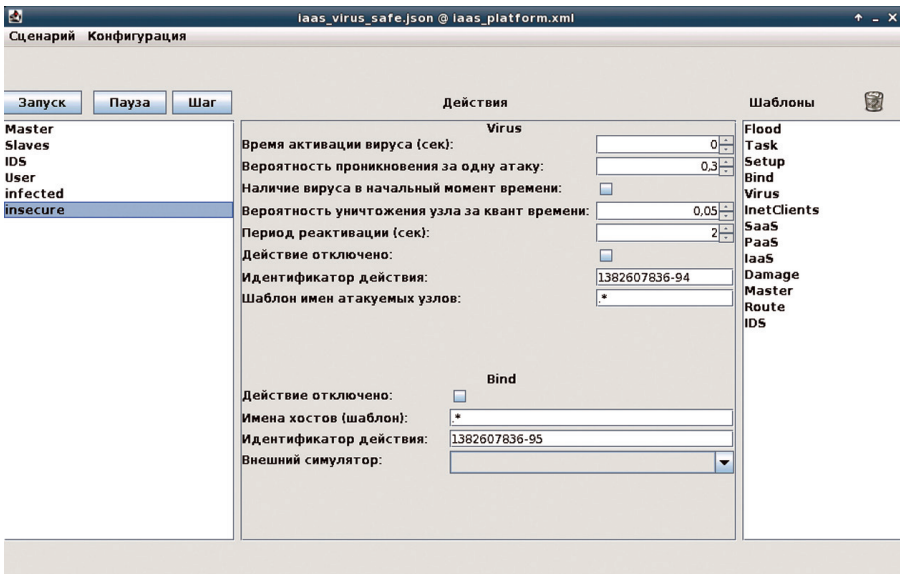 iaas_virus_safe.json @ iaas_platform.xml
Сценарий Конфигурация
Запуск Пауза Шаг
Действия
Шаблоны
Master
Slaves
IDS
User
infected
insecure
Virus
Время активации вируса (сек): 0
Вероятность проникновения за одну атаку: 0,3
Наличие вируса в начальный момент времени:
Вероятность уничтожения узла за квант времени: 0,05
Период реактивации (сек): 2
Действие отключено:
Идентификатор действия: 1382607836-94
Шаблон имен атакуемых узлов: .*
Bind
Действие отключено:
Имена хостов (шаблон): .*
Идентификатор действия: 1382607836-95
Внешний симулятор:
Flood
Task
Setup
Bind
Virus
InetClients
SaaS
PaaS
IaaS
Damage
Master
Route
IDS